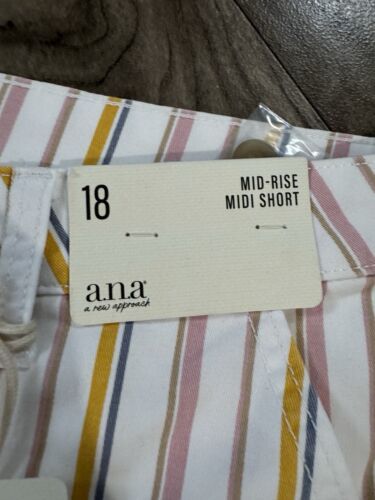 18
MID-RISE
MIDI SHORT
a.n.a
a new approach